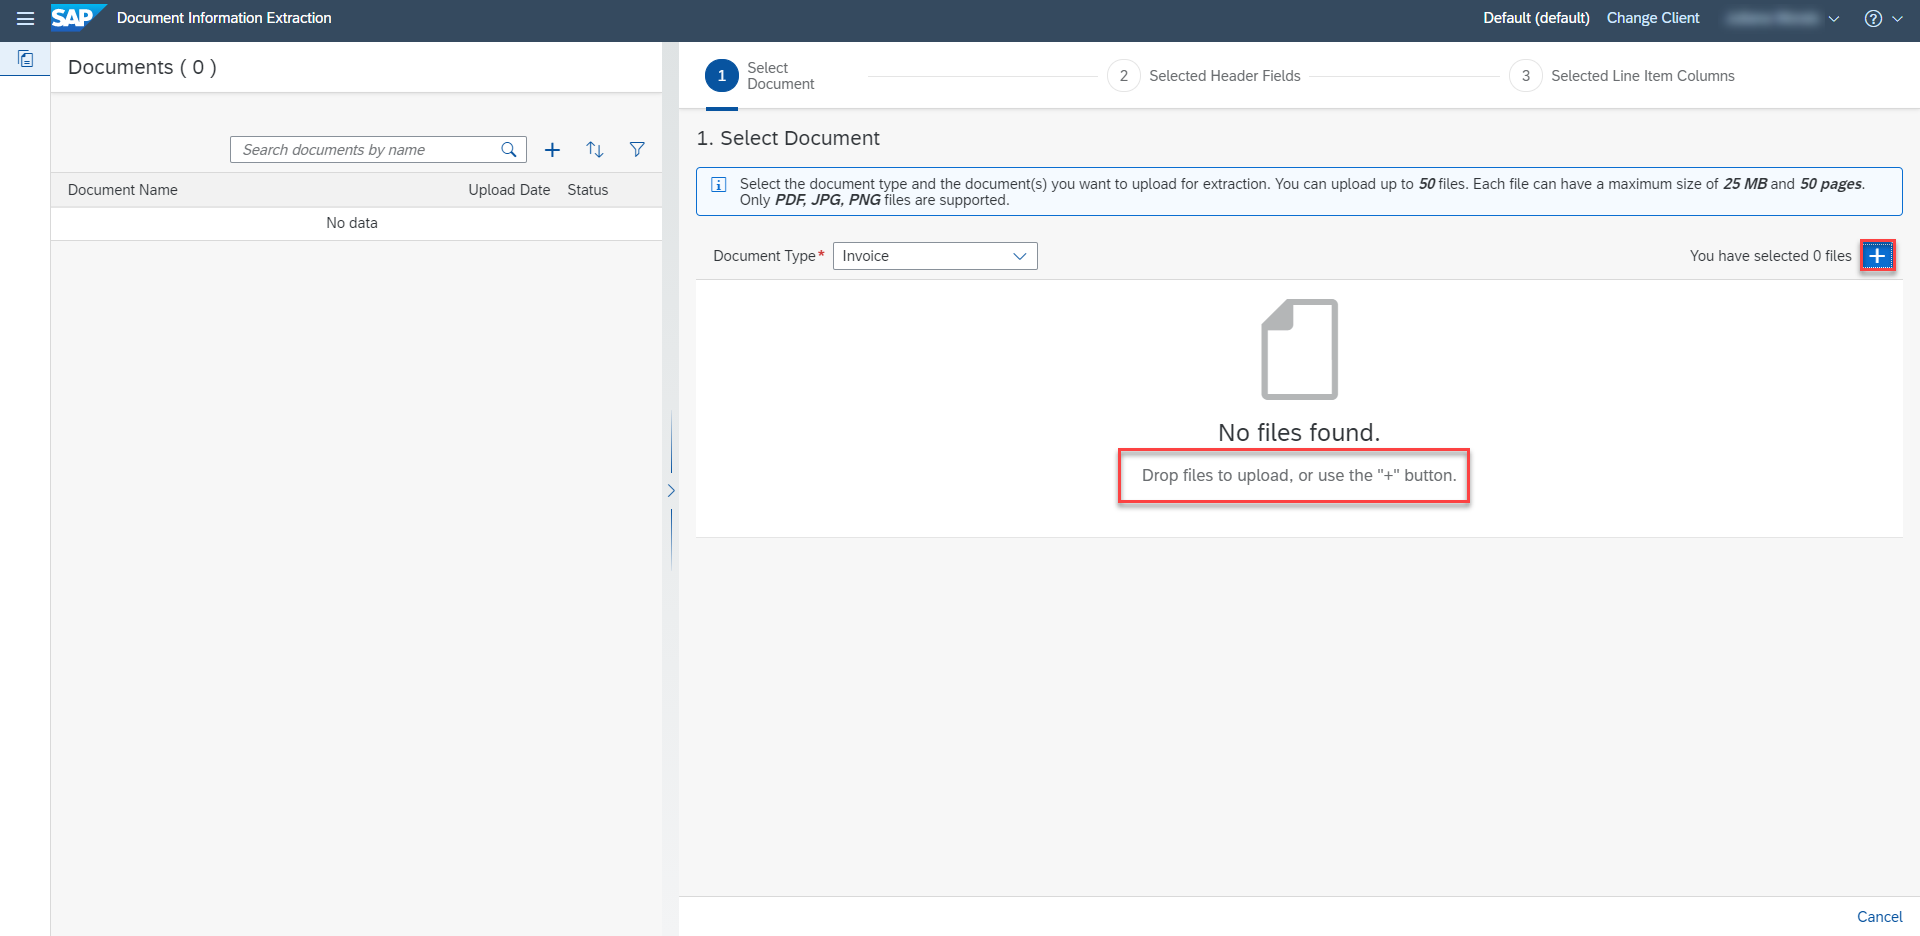 SAP Document Information Extraction
Default (default) Change Client
Documents ( 0 )
Search documents by name
Document Name Upload Date Status
No data
1 Select
Document
2 Selected Header Fields
3 Selected Line Item Columns
1. Select Document
Select the document type and the document(s) you want to upload for extraction. You can upload up to 50 files. Each file can have a maximum size of 25 MB and 50 pages.
Only PDF, JPG, PNG files are supported.
Document Type* Invoice
You have selected 0 files
No files found.
Drop files to upload, or use the "+" button.
Cancel